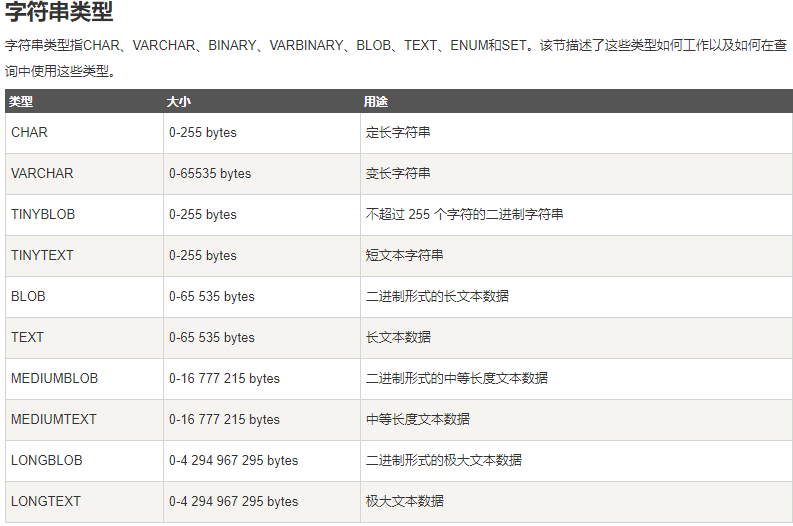 字符串类型
字符串类型指CHAR、VARCHAR、BINARY、VARBINARY、BLOB、TEXT、ENUM和SET。该节描述了这些类型如何工作以及如何在查
询中使用这些类型。
类型 大小 用途
CHAR 0-255 bytes 定长字符串
VARCHAR 0-65535 bytes 变长字符串
TINYBLOB 0-255 bytes 不超过 255 个字符的二进制字符串
TINYTEXT 0-255 bytes 短文本字符串
BLOB 0-65 535 bytes 二进制形式的长文本数据
TEXT 0-65 535 bytes 长文本数据
MEDIUMBLOB 0-16 777 215 bytes 二进制形式的中等长度文本数据
MEDIUMTEXT 0-16 777 215 bytes 中等长度文本数据
LONGBLOB 0-4 294 967 295 bytes 二进制形式的极大文本数据
LONGTEXT 0-4 294 967 295 bytes 极大文本数据